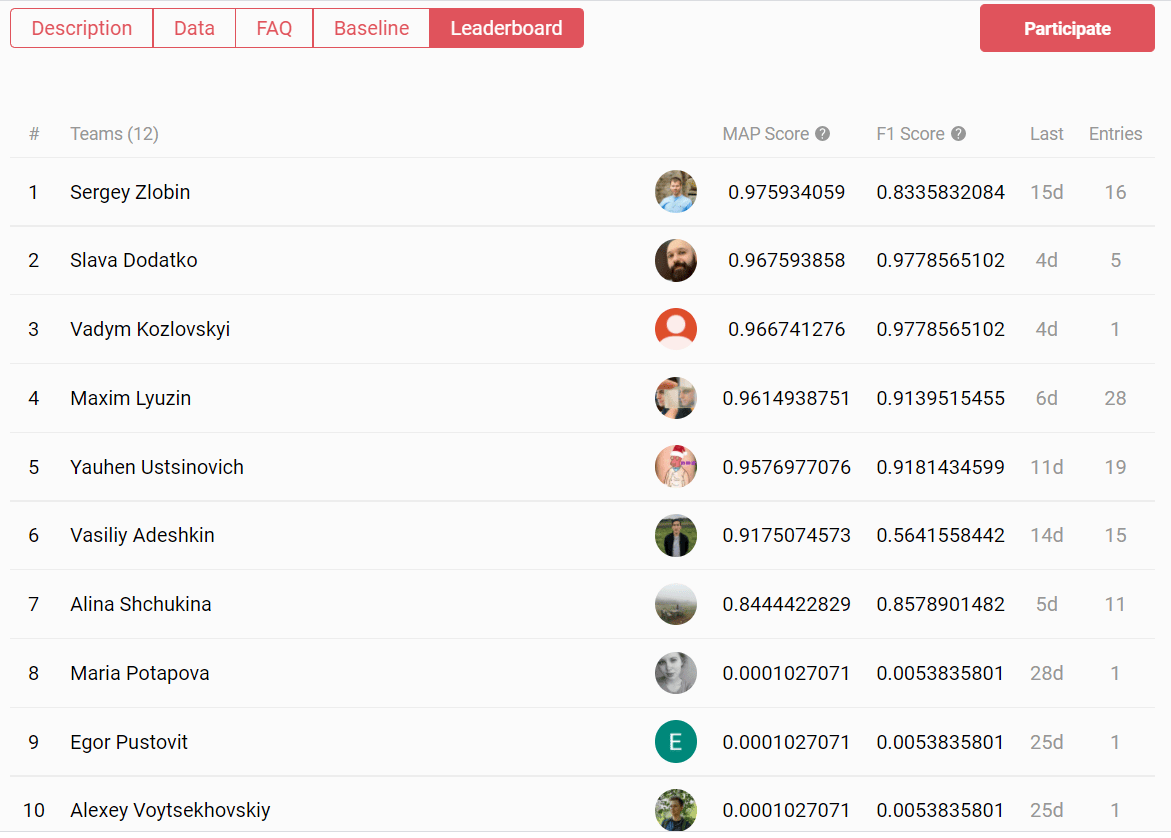 Description Data FAQ Baseline Leaderboard Participate
# Teams (12) MAP Score ? F1 Score ? Last Entries
1 Sergey Zlobin 0.975934059 0.8335832084 15d 16
2 Slava Dodatko 0.967593858 0.9778565102 4d 5
3 Vadym Kozlovskyi 0.966741276 0.9778565102 4d 1
4 Maxim Lyuzin 0.9614938751 0.9139515455 6d 28
5 Yauhen Ustsinovich 0.9576977076 0.9181434599 11d 19
6 Vasiliy Adeshkin 0.9175074573 0.5641558442 14d 15
7 Alina Shchukina 0.8444422829 0.8578901482 5d 11
8 Maria Potapova 0.0001027071 0.0053835801 28d 1
9 Egor Pustovit E 0.0001027071 0.0053835801 25d 1
10 Alexey Voytsekhovskiy 0.0001027071 0.0053835801 25d 1